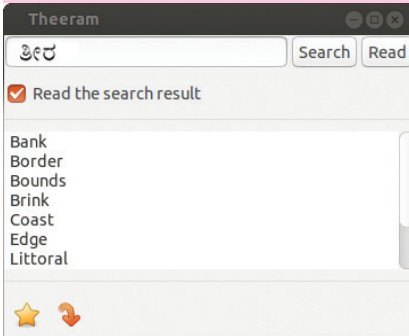 Theeram
ತೀರ
Search
Read
Read the search result
Bank
Border
Bounds
Brink
Coast
Edge
Littoral